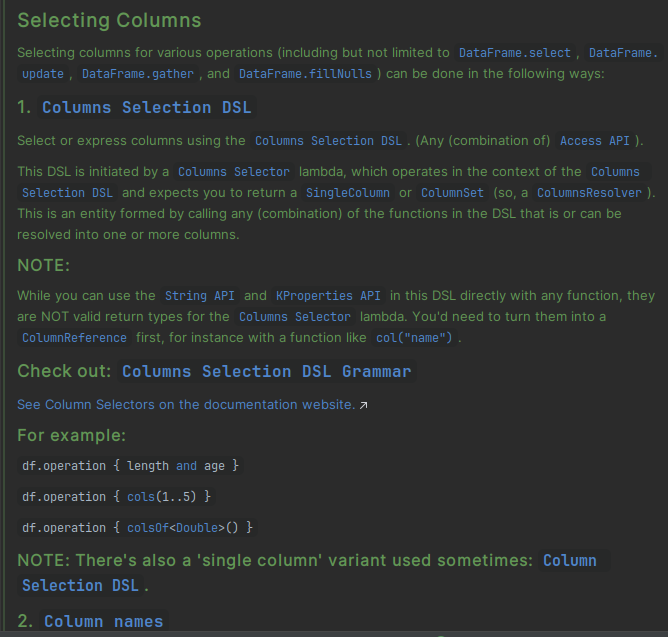 Selecting Columns
Selecting columns for various operations (including but not limited to DataFrame.select, DataFrame.
update, DataFrame.gather, and DataFrame.fillNulls) can be done in the following ways:
1. Columns Selection DSL
Select or express columns using the Columns Selection DSL. (Any (combination of) Access API).
This DSL is initiated by a Columns Selector lambda, which operates in the context of the Columns
Selection DSL and expects you to return a SingleColumn or ColumnSet (so, a ColumnsResolver).
This is an entity formed by calling any (combination) of the functions in the DSL that is or can be
resolved into one or more columns.
NOTE:
While you can use the String API and KProperties API in this DSL directly with any function, they
are NOT valid return types for the Columns Selector lambda. You'd need to turn them into a
ColumnReference first, for instance with a function like col("name").
Check out: Columns Selection DSL Grammar
See Column Selectors on the documentation website. ↗
For example:
df.operation { length and age }
df.operation { cols(1..5) }
df.operation { colsOf<Double>() }
NOTE: There's also a 'single column' variant used sometimes: Column
Selection DSL.
2. Column names